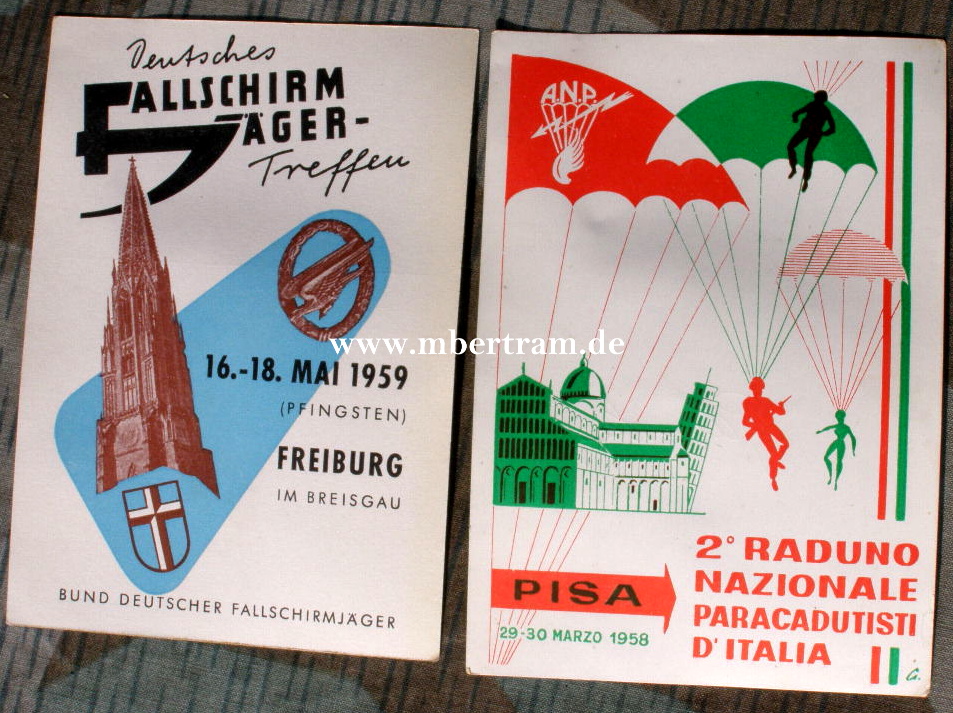 Deutsches
FALLSCHIRM
JÄGER-
Treffen
16.-18. MAI 1959
(PFINGSTEN)
FREIBURG
IM BREISGAU
BUND DEUTSCHER FALLSCHIRMJÄGER
A.N.P.
2° RADUNO
NAZIONALE
PARACADUTISTI
D'ITALIA
PISA
29-30 MARZO 1958
G.
www.mbertram.de